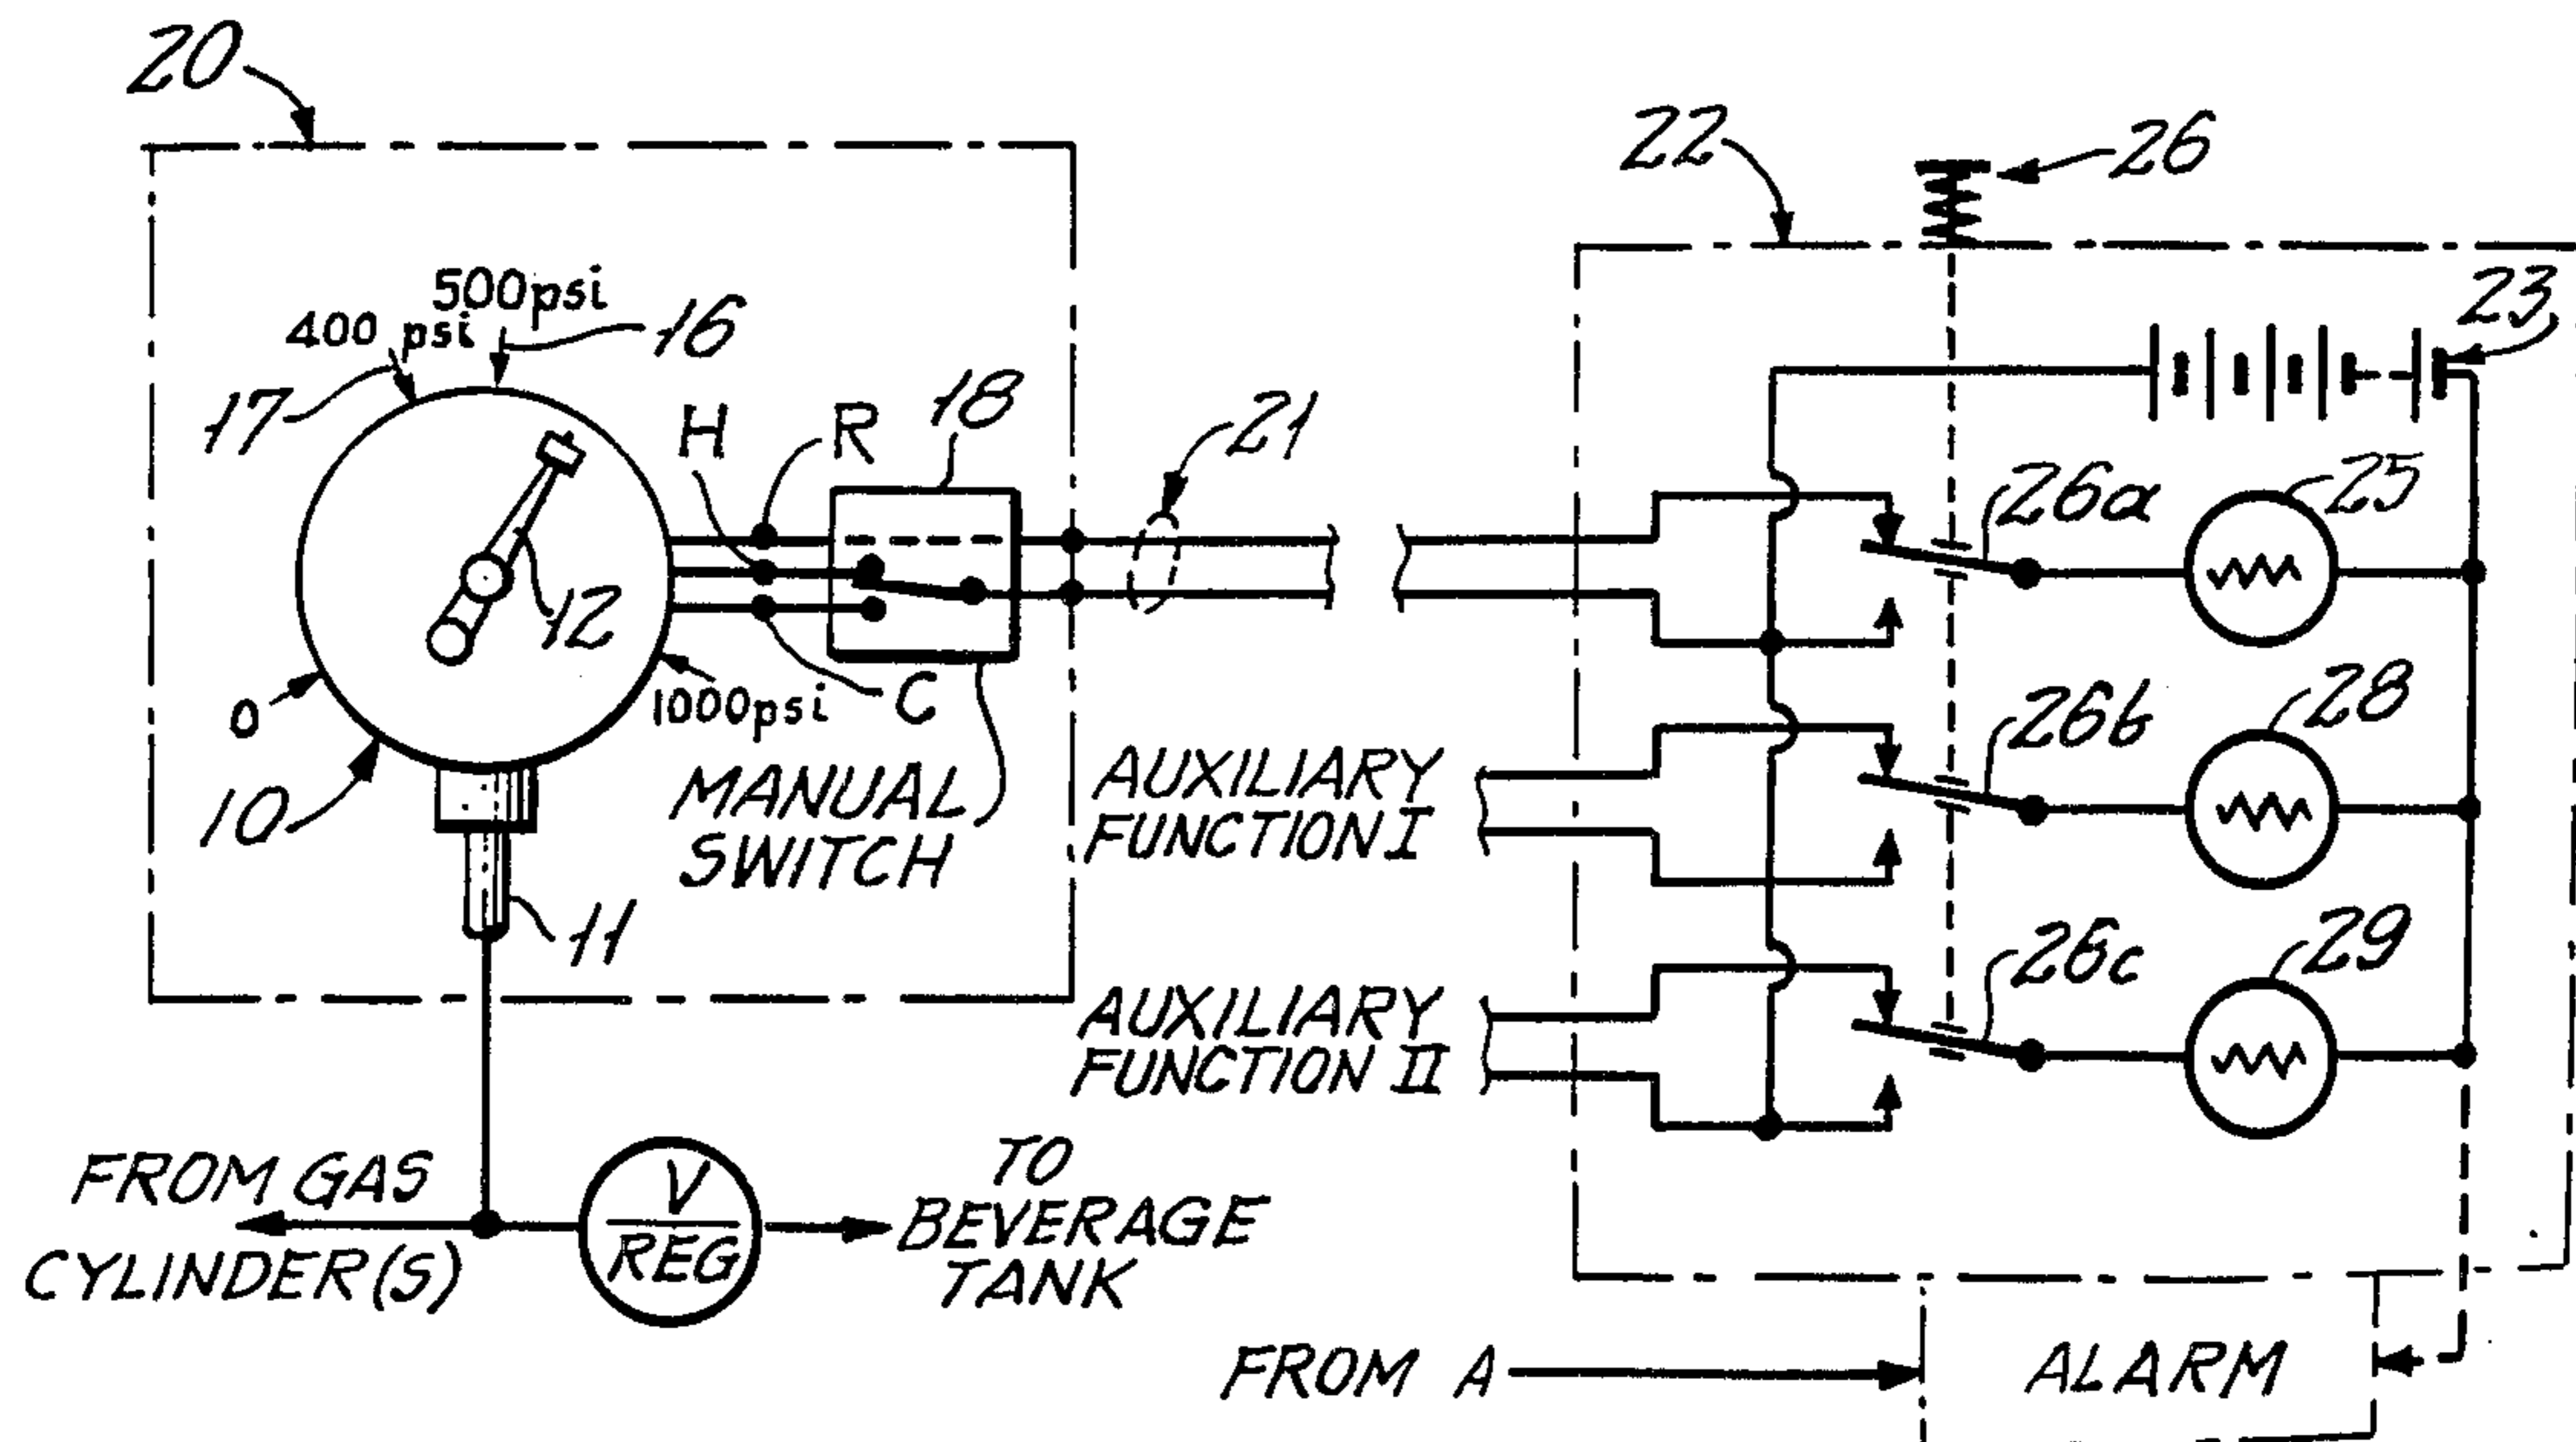 20
22
26
500psi
400 psi
16
23
17
18
H
R
21
25
26a
12
0
1000psi
C
28
26b
10
MANUAL
SWITCH
AUXILIARY
FUNCTION I
11
29
26c
AUXILIARY
FUNCTION II
FROM GAS
CYLINDER(S)
V
REG
TO
BEVERAGE
TANK
FROM A
ALARM